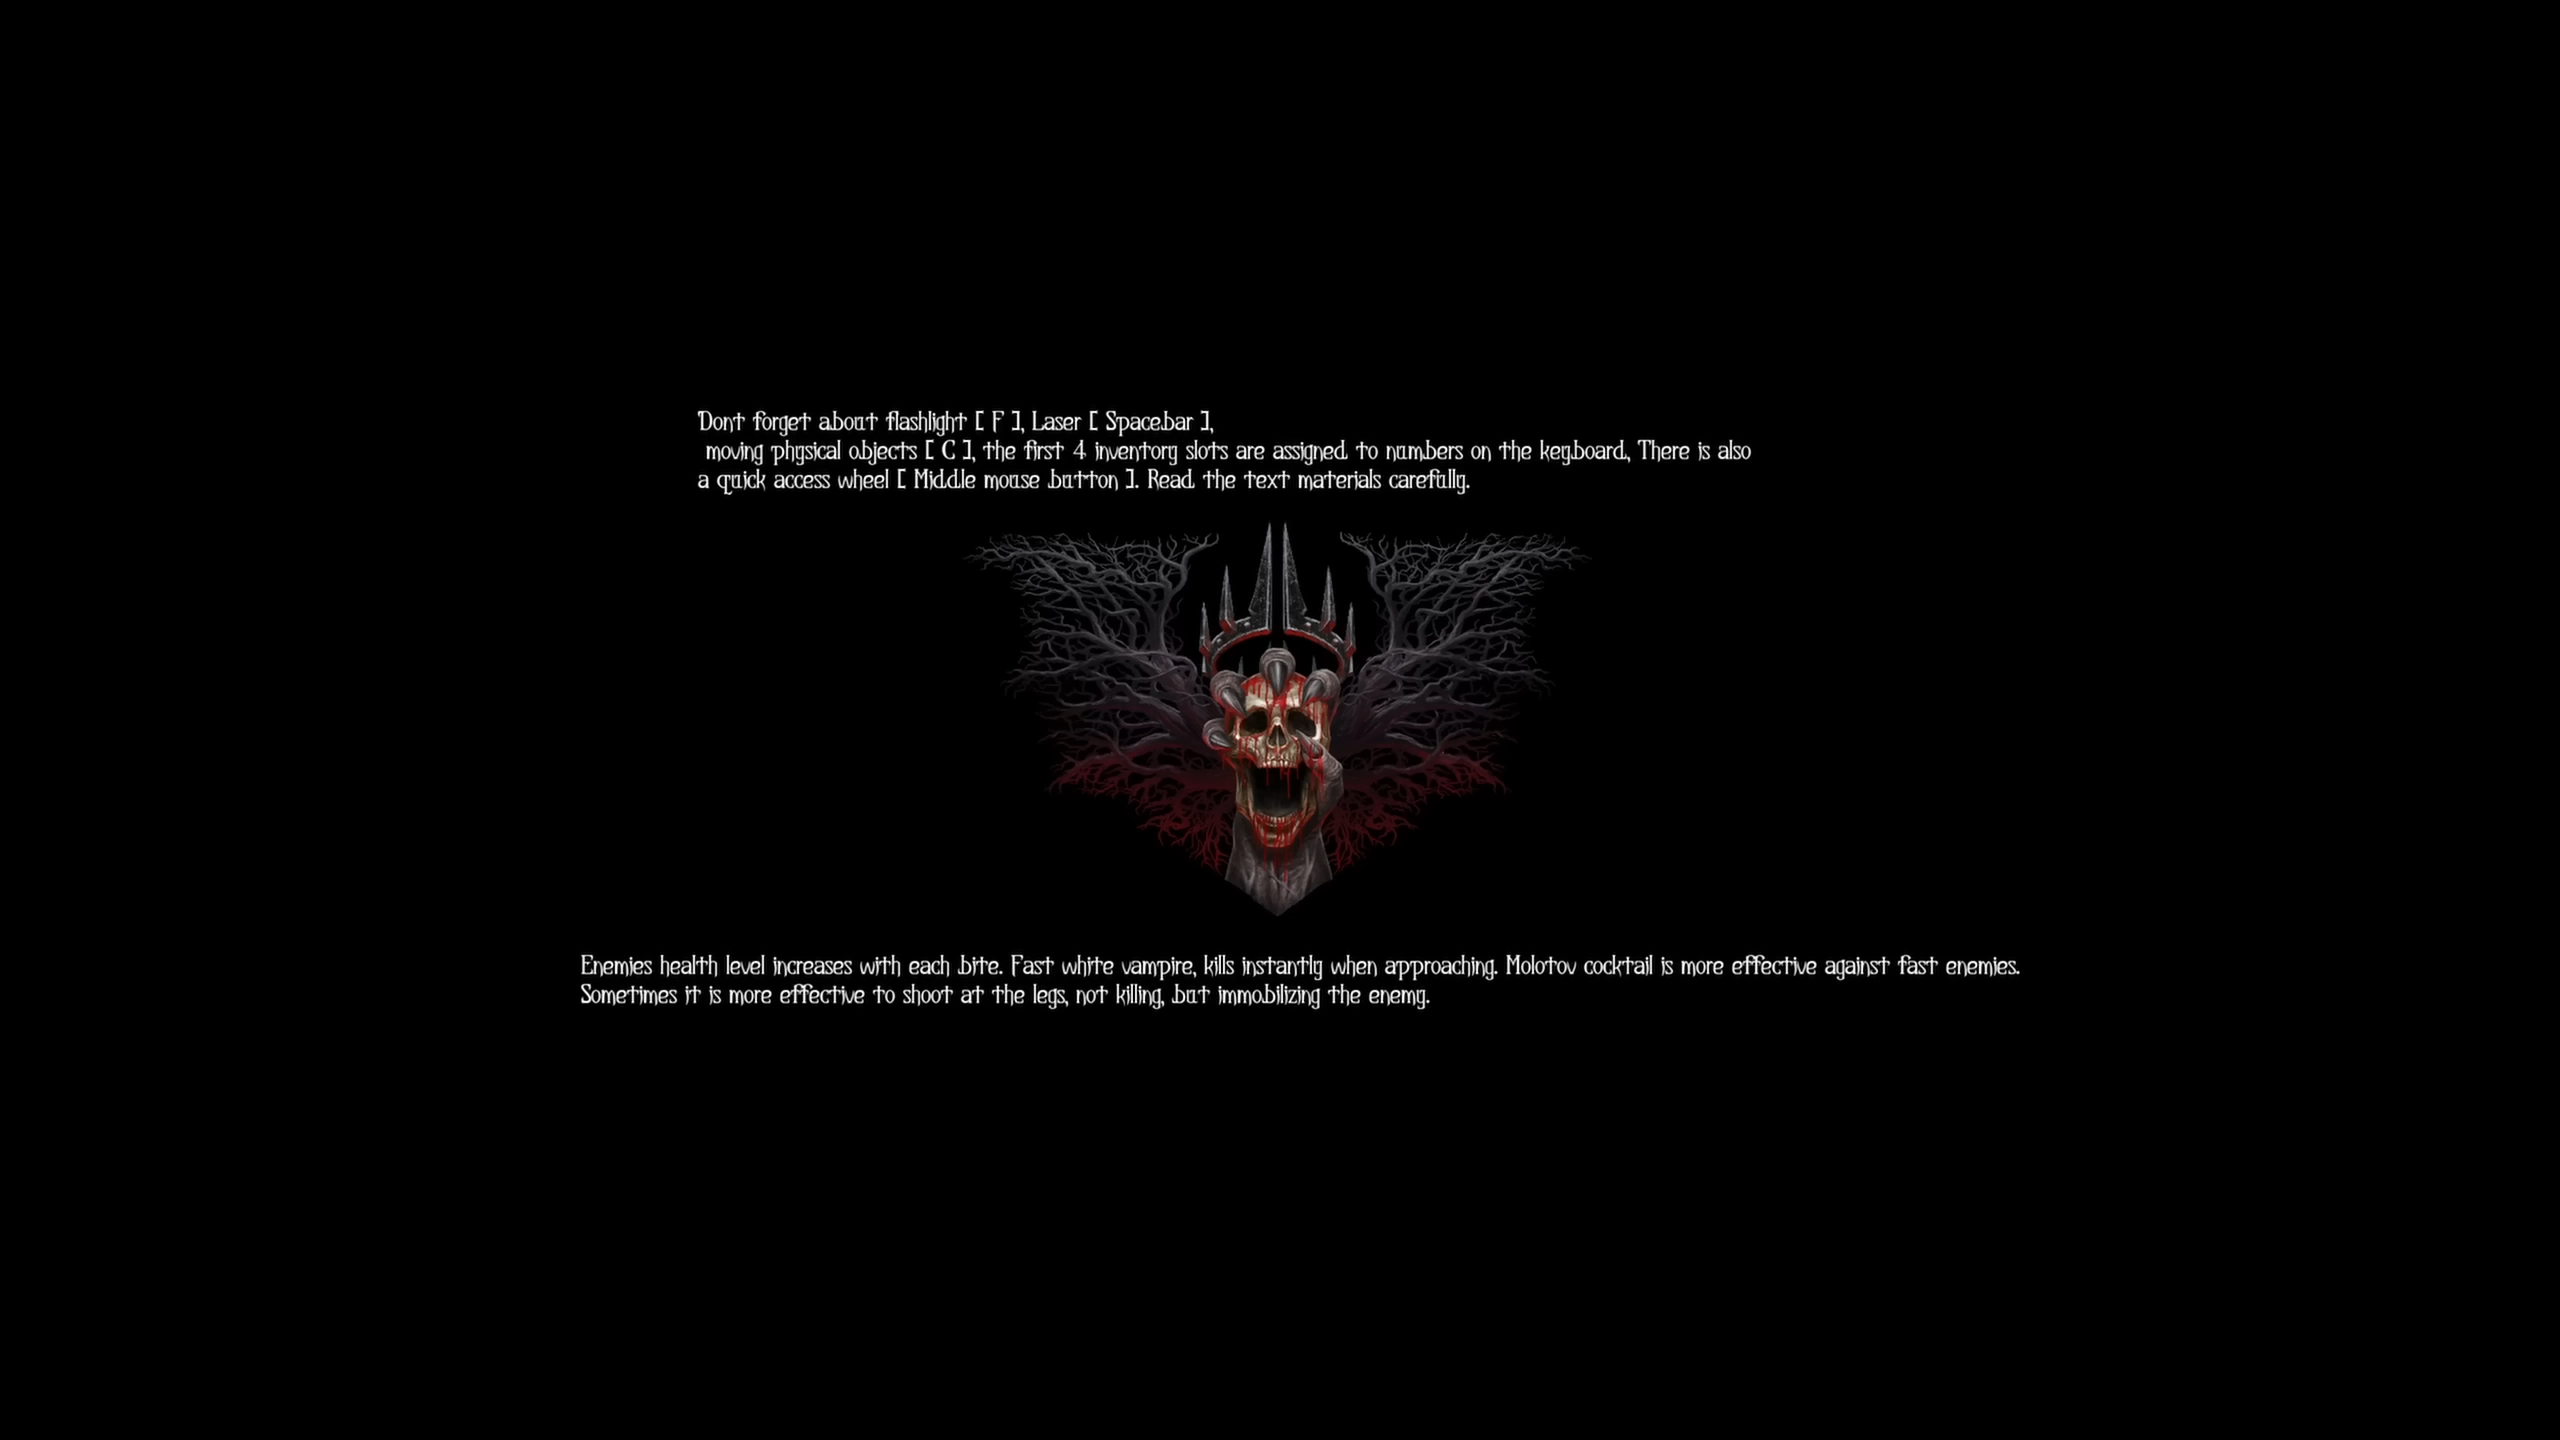 Dont forget about flashlight [ F ], Laser [ Spacebar ],
moving physical objects [ C ], the first 4 inventory slots are assigned to numbers on the keyboard, There is also
a quick access wheel [ Middle mouse button ]. Read the text materials carefully.
Enemies health level increases with each bite. Fast white vampire, kills instantly when approaching. Molotov cocktail is more effective against fast enemies.
Sometimes it is more effective to shoot at the legs, not killing, but immobilizing the enemy.